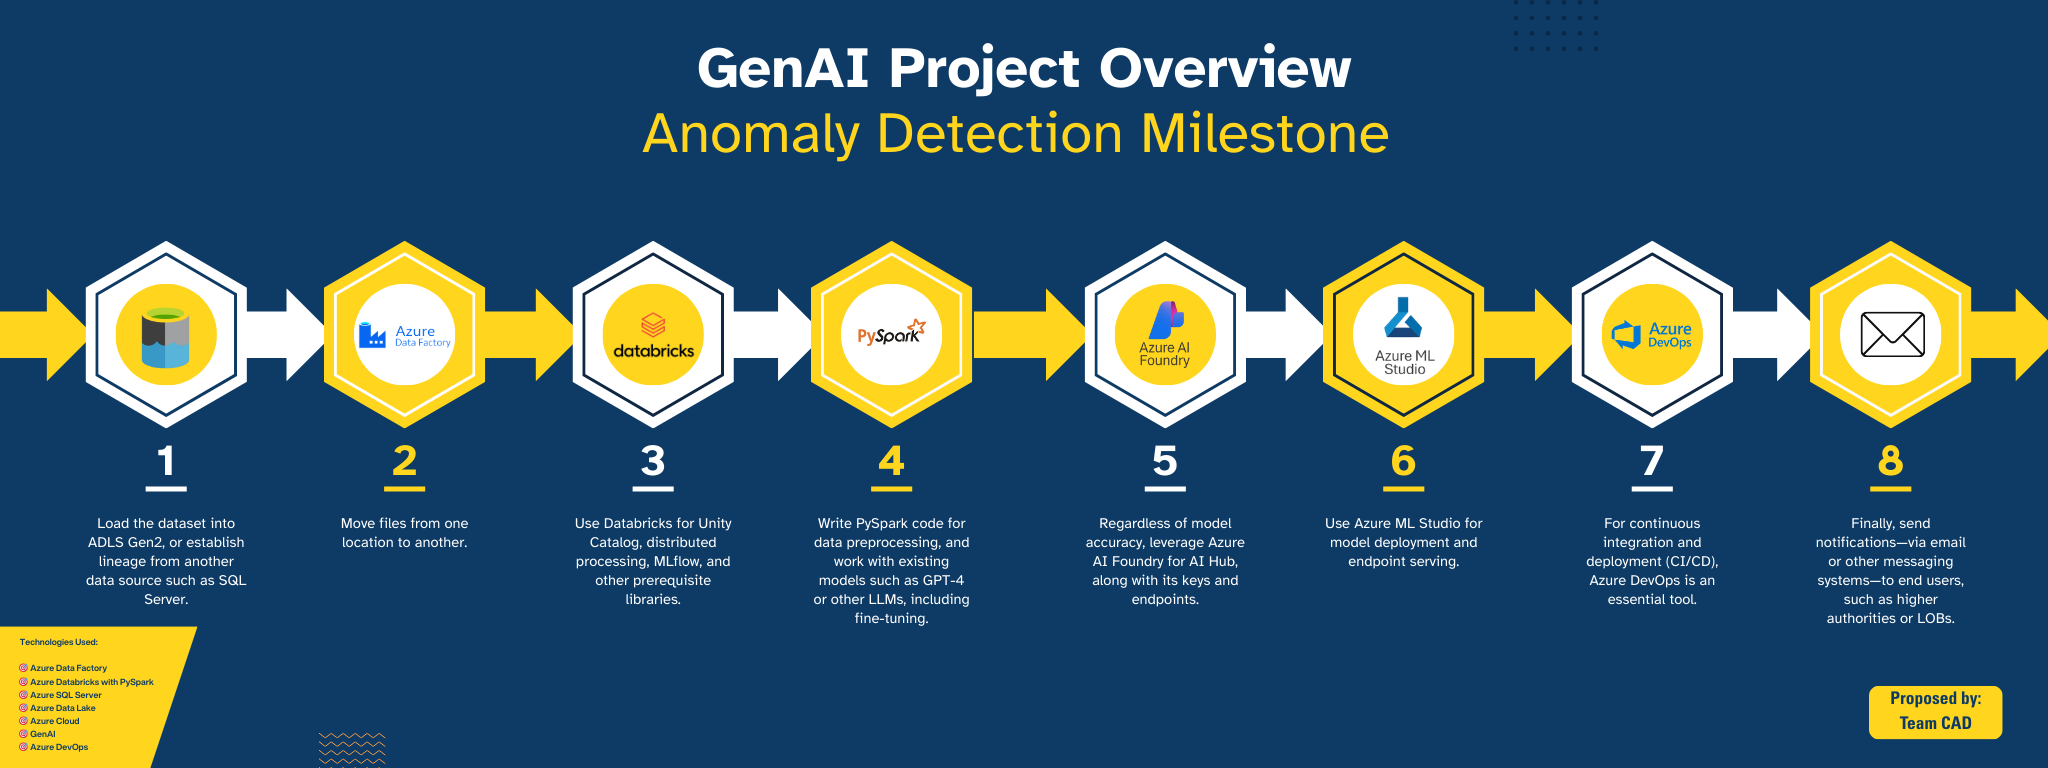 GenAI Project Overview
Anomaly Detection Milestone
Azure
Data Factory
databricks
PySpark
Azure AI
Foundry
Azure ML
Studio
Azure
DevOps
1
Load the dataset into
ADLS Gen2, or establish
lineage from another
data source such as SQL
Server.
2
Move files from one
location to another.
3
Use Databricks for Unity
Catalog, distributed
processing, MLflow, and
other prerequisite
libraries.
4
Write PySpark code for
data preprocessing, and
work with existing
models such as GPT-4
or other LLMs, including
fine-tuning.
5
Regardless of model
accuracy, leverage Azure
AI Foundry for AI Hub,
along with its keys and
endpoints.
6
Use Azure ML Studio for
model deployment and
endpoint serving.
7
For continuous
integration and
deployment (CI/CD),
Azure DevOps is an
essential tool.
8
Finally, send
notifications—via email
or other messaging
systems—to end users,
such as higher
authorities or LOBs.
Technologies Used:
🎯 Azure Data Factory
🎯 Azure Databricks with PySpark
🎯 Azure SQL Server
🎯 Azure Data Lake
🎯 Azure Cloud
🎯 GenAI
🎯 Azure DevOps
Proposed by:
Team CAD